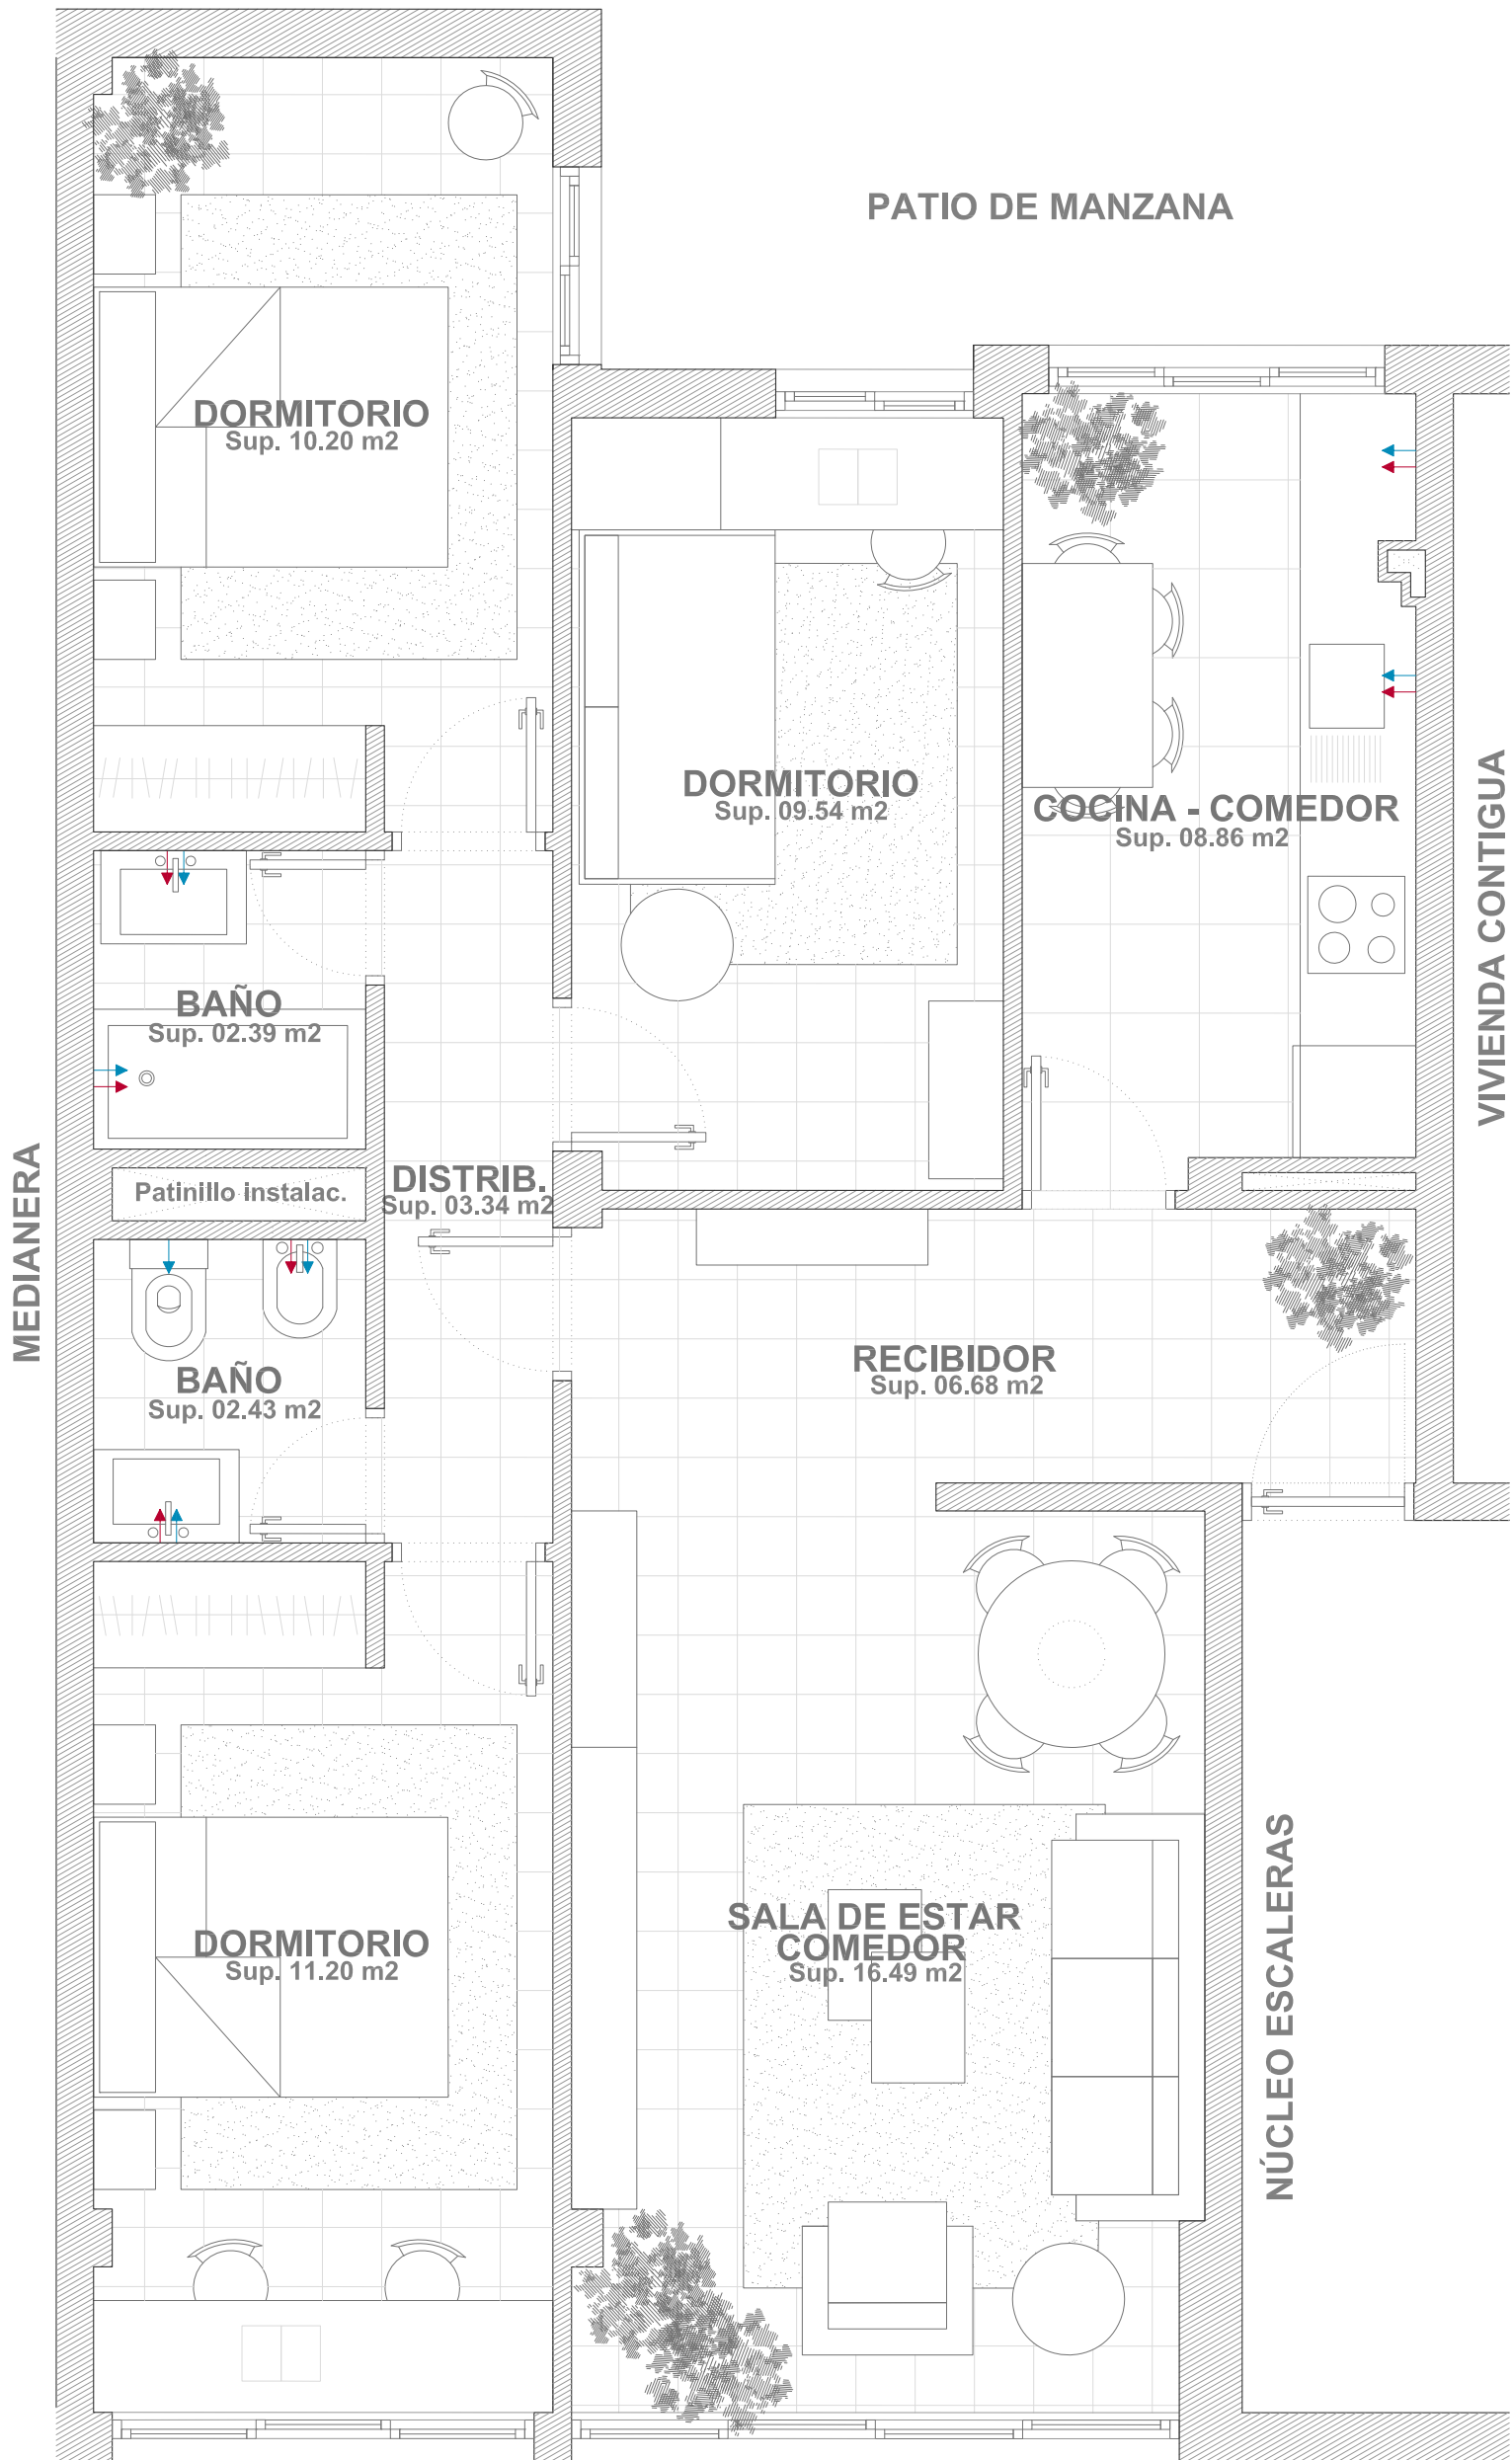 PATIO DE MANZANA
DORMITORIO
Sup. 10.20 m2
DORMITORIO
Sup. 09.54 m2
COCINA - COMEDOR
Sup. 08.86 m2
VIVIENDA CONTIGUA
BAÑO
Sup. 02.39 m2
MEDIANERA
Patinillo instalac.
DISTRIB.
Sup. 03.34 m2
RECIBIDOR
Sup. 06.68 m2
BAÑO
Sup. 02.43 m2
DORMITORIO
Sup. 11.20 m2
SALA DE ESTAR
COMEDOR
Sup. 16.49 m2
NÚCLEO ESCALERAS